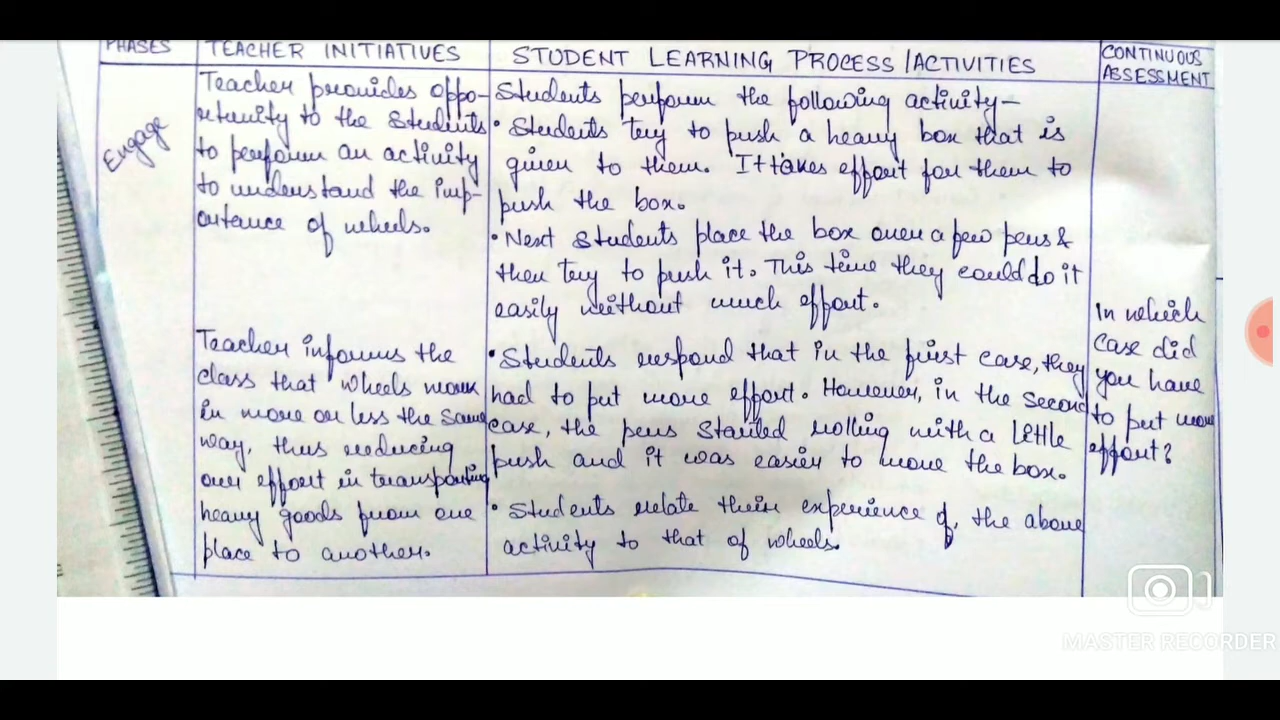 PHASES
TEACHER INITIATIVES
STUDENT LEARNING PROCESS /ACTIVITIES
CONTINUOUS
ASSESSMENT
Engage
Teacher provides oppo-
rtunity to the students
to perform an activity
to understand the imp-
ortance of wheels.
Teacher informs the
class that wheels work
in more or less the same
way, thus reducing
our effort in transporting
heavy goods from one
place to another.
Students perform the following activity-
• Students try to push a heavy box that is
given to them. It takes effort for them to
push the box.
• Next students place the box over a few pens &
then try to push it. This time they could do it
easily without much effort.
• Students respond that in the first case, they
had to put more effort. However, in the second
case, the pens started rolling with a little
push and it was easier to move the box.
• Students relate their experience of, the above
activity to that of wheels.
In which
case did
you have
to put more
effort?
MASTER RECORDER